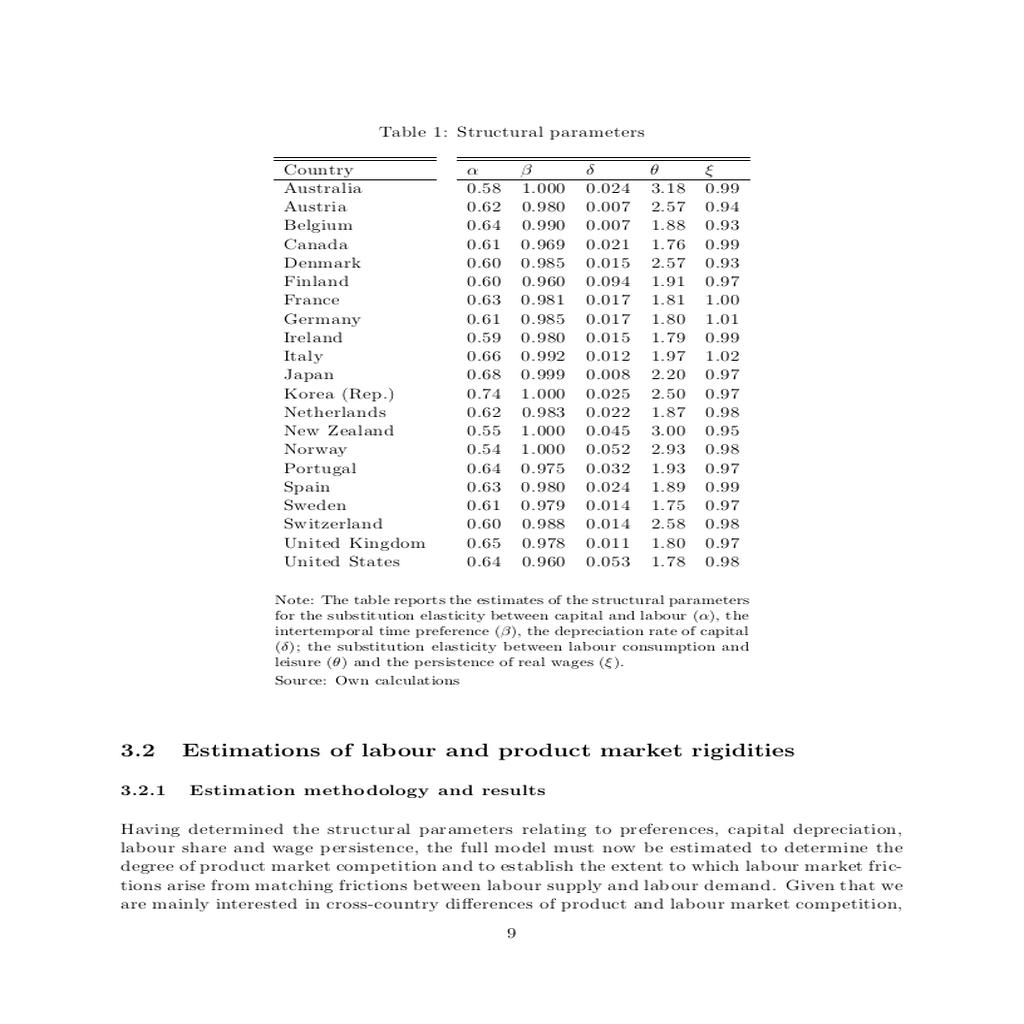 Table 1: Structural parameters
Country α β δ θ ξ
Australia 0.58 1.000 0.024 3.18 0.99
Austria 0.62 0.980 0.007 2.57 0.94
Belgium 0.64 0.990 0.007 1.88 0.93
Canada 0.61 0.969 0.021 1.76 0.99
Denmark 0.60 0.985 0.015 2.57 0.93
Finland 0.60 0.960 0.094 1.91 0.97
France 0.63 0.981 0.017 1.81 1.00
Germany 0.61 0.985 0.017 1.80 1.01
Ireland 0.59 0.980 0.015 1.79 0.99
Italy 0.66 0.992 0.012 1.97 1.02
Japan 0.68 0.999 0.008 2.20 0.97
Korea (Rep.) 0.74 1.000 0.025 2.50 0.97
Netherlands 0.62 0.983 0.022 1.87 0.98
New Zealand 0.55 1.000 0.045 3.00 0.95
Norway 0.54 1.000 0.052 2.93 0.98
Portugal 0.64 0.975 0.032 1.93 0.97
Spain 0.63 0.980 0.024 1.89 0.99
Sweden 0.61 0.979 0.014 1.75 0.97
Switzerland 0.60 0.988 0.014 2.58 0.98
United Kingdom 0.65 0.978 0.011 1.80 0.97
United States 0.64 0.960 0.053 1.78 0.98
Note: The table reports the estimates of the structural parameters
for the substitution elasticity between capital and labour (α), the
intertemporal time preference (β), the depreciation rate of capital
(δ); the substitution elasticity between labour consumption and
leisure (θ) and the persistence of real wages (ξ).
Source: Own calculations
3.2 Estimations of labour and product market rigidities
3.2.1 Estimation methodology and results
Having determined the structural parameters relating to preferences, capital depreciation,
labour share and wage persistence, the full model must now be estimated to determine the
degree of product market competition and to establish the extent to which labour market fric-
tions arise from matching frictions between labour supply and labour demand. Given that we
are mainly interested in cross-country differences of product and labour market competition,
9